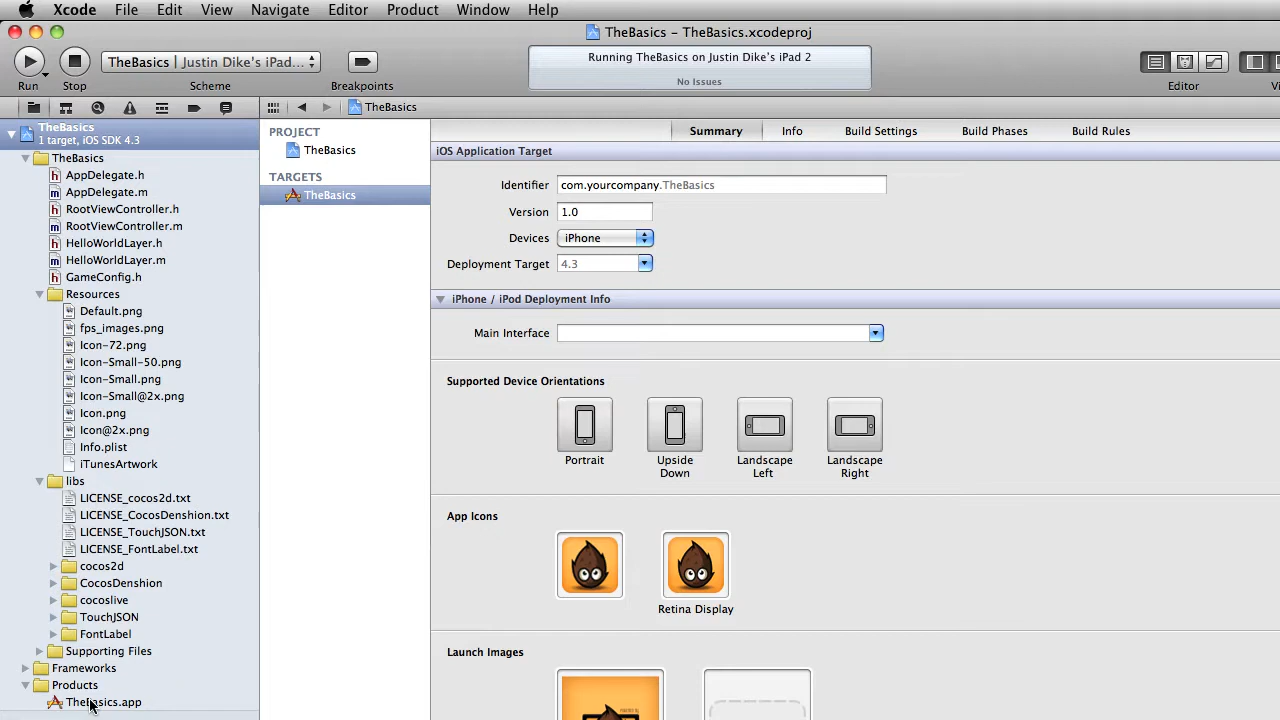 Xcode File Edit View Navigate Editor Product Window Help
TheBasics – TheBasics.xcodeproj
TheBasics | Justin Dike's iPad...
Running TheBasics on Justin Dike's iPad 2
No Issues
Run Stop Scheme Breakpoints Editor
TheBasics
1 target, iOS SDK 4.3
TheBasics
AppDelegate.h
AppDelegate.m
RootViewController.h
RootViewController.m
HelloWorldLayer.h
HelloWorldLayer.m
GameConfig.h
Resources
Default.png
fps_images.png
Icon-72.png
Icon-Small-50.png
Icon-Small.png
Icon-Small@2x.png
Icon.png
Icon@2x.png
Info.plist
iTunesArtwork
libs
LICENSE_cocos2d.txt
LICENSE_CocosDenshion.txt
LICENSE_TouchJSON.txt
LICENSE_FontLabel.txt
cocos2d
CocosDenshion
cocoslive
TouchJSON
FontLabel
Supporting Files
Frameworks
Products
TheBasics.app
TheBasics
PROJECT
TheBasics
TARGETS
TheBasics
Summary Info Build Settings Build Phases Build Rules
iOS Application Target
Identifier com.yourcompany.TheBasics
Version 1.0
Devices iPhone
Deployment Target 4.3
iPhone / iPod Deployment Info
Main Interface
Supported Device Orientations
Portrait
Upside Down
Landscape Left
Landscape Right
App Icons
Retina Display
Launch Images